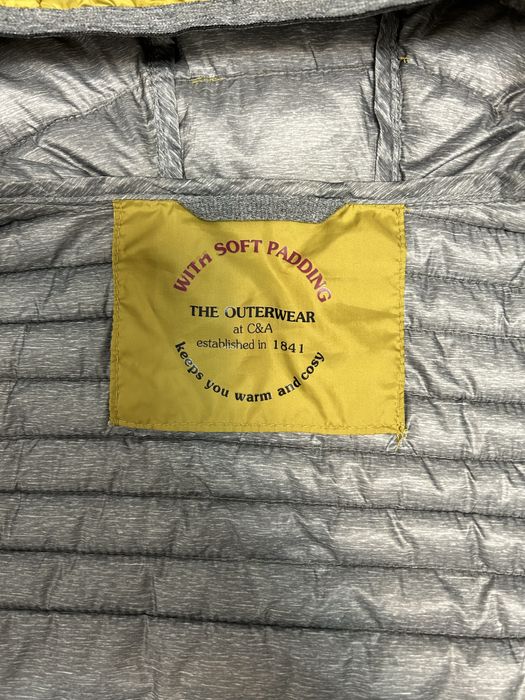 WITH SOFT PADDING
THE OUTERWEAR
at C&A
established in 1841
keeps you warm and cosy